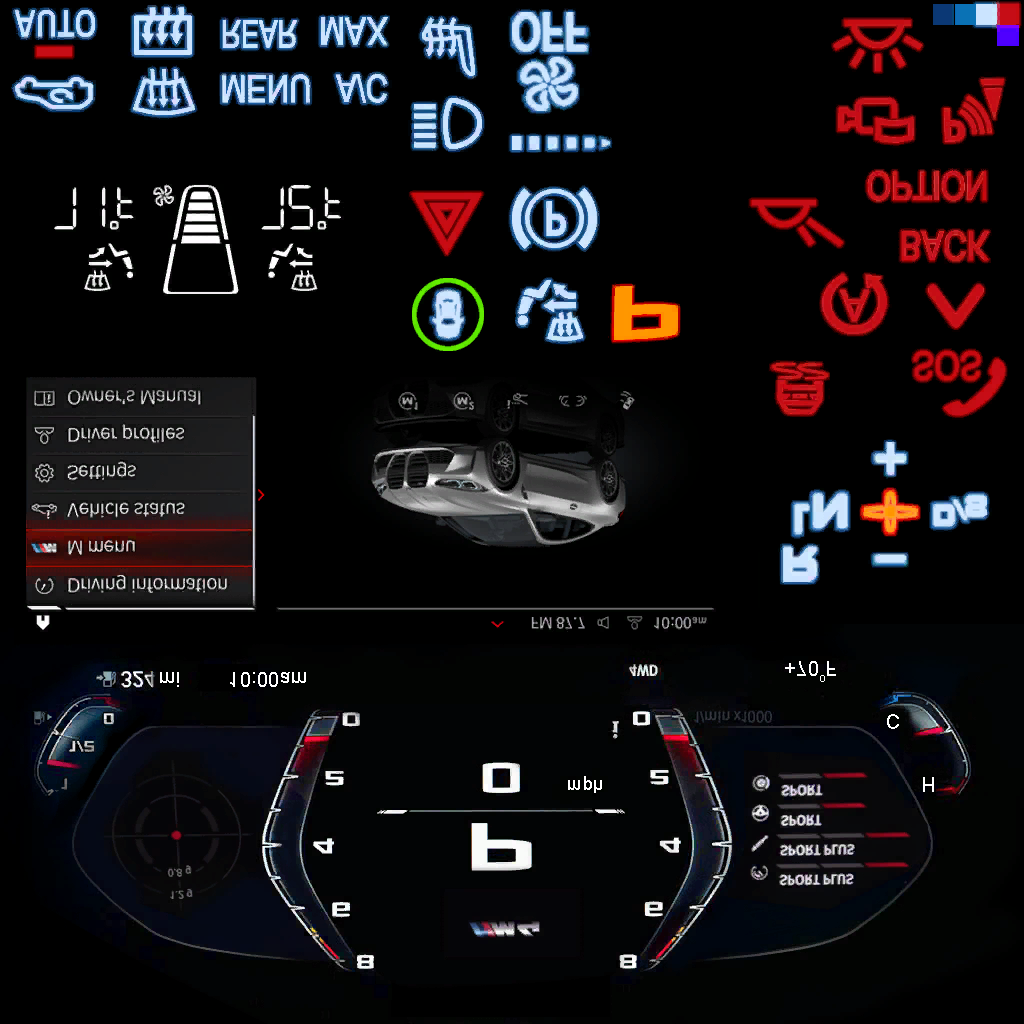 AUTO
REAR MAX
OFF
MENU A/C
P
OPTION
71°F
72°F
P
BACK
A
P
SOS
Owner's Manual
Driver profiles
Settings
Vehicle status
M menu
Driving information
M1 M2
+
N
D/S
R
-
FM 87.7
10:00am
324 mi
10:00am
4WD
+70°F
0
1/2
1
0
2
4
6
8
0
mph
P
M4
1/min x1000
0
2
4
6
8
0.8 g
1.2 g
SPORT
SPORT
SPORT PLUS
SPORT PLUS
C
H